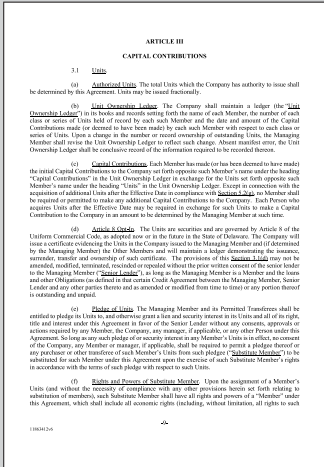 ARTICLE III
CAPITAL CONTRIBUTIONS
3.1 Units.
(a) Authorized Units. The total Units which the Company has authority to issue shall
be determined by this Agreement. Units may be issued fractionally.
(b) Unit Ownership Ledger. The Company shall maintain a ledger (the "Unit
Ownership Ledger") in its books and records setting forth the name of each Member, the number of each
class or series of Units held of record by each such Member and the date and amount of the Capital
Contributions made (or deemed to have been made) by each such Member with respect to each class or
series of Units. Upon a change in the number or record ownership of outstanding Units, the Managing
Member shall revise the Unit Ownership Ledger to reflect such change. Absent manifest error, the Unit
Ownership Ledger shall be conclusive record of the information required to be recorded therein.
(c) Capital Contributions. Each Member has made (or has been deemed to have made)
the initial Capital Contributions to the Company set forth opposite such Member's name under the heading
"Capital Contributions" in the Unit Ownership Ledger in exchange for the Units set forth opposite such
Member's name under the heading "Units" in the Unit Ownership Ledger. Except in connection with the
acquisition of additional Units after the Effective Date in compliance with Section 5.2(g), no Member shall
be required or permitted to make any additional Capital Contributions to the Company. Each Person who
acquires Units after the Effective Date may be required in exchange for such Units to make a Capital
Contribution to the Company in an amount to be determined by the Managing Member at such time.
(d) Article 8 Opt-In. The Units are securities and are governed by Article 8 of the
Uniform Commercial Code, as adopted now or in the future in the State of Delaware. The Company will
issue a certificate evidencing the Units in the Company issued to the Managing Member and (if determined
by the Managing Member) the Other Members and will maintain a ledger demonstrating the issuance,
surrender, transfer and ownership of such certificate. The provisions of this Section 3.1(d) may not be
amended, modified, terminated, rescinded or repealed without the prior written consent of the senior lender
to the Managing Member ("Senior Lender"), as long as the Managing Member is a Member and the loans
and other Obligations (as defined in that certain Credit Agreement between the Managing Member, Senior
Lender and any other parties thereto and as amended or modified from time to time) or any portion thereof
is outstanding and unpaid.
(e) Pledge of Units. The Managing Member and its Permitted Transferees shall be
entitled to pledge its Units to, and otherwise grant a lien and security interest in its Units and all of its right,
title and interest under this Agreement in favor of the Senior Lender without any consents, approvals or
actions required by any Member, the Company, any manager, if applicable, or any other Person under this
Agreement. So long as any such pledge of or security interest in any Member's Units is in effect, no consent
of the Company, any Member or manager, if applicable, shall be required to permit a pledgee thereof or
any purchaser or other transferee of such Member's Units from such pledgee ("Substitute Member") to be
substituted for such Member under this Agreement upon the exercise of such Substitute Member's rights
in accordance with the terms of such pledge with respect to such Units.
(f) Rights and Powers of Substitute Member. Upon the assignment of a Member's
Units (and without the necessity of compliance with any other provisions herein set forth relating to
substitution of members), such Substitute Member shall have all rights and powers of a "Member" under
this Agreement, which shall include all economic rights (including, without limitation, all rights to such